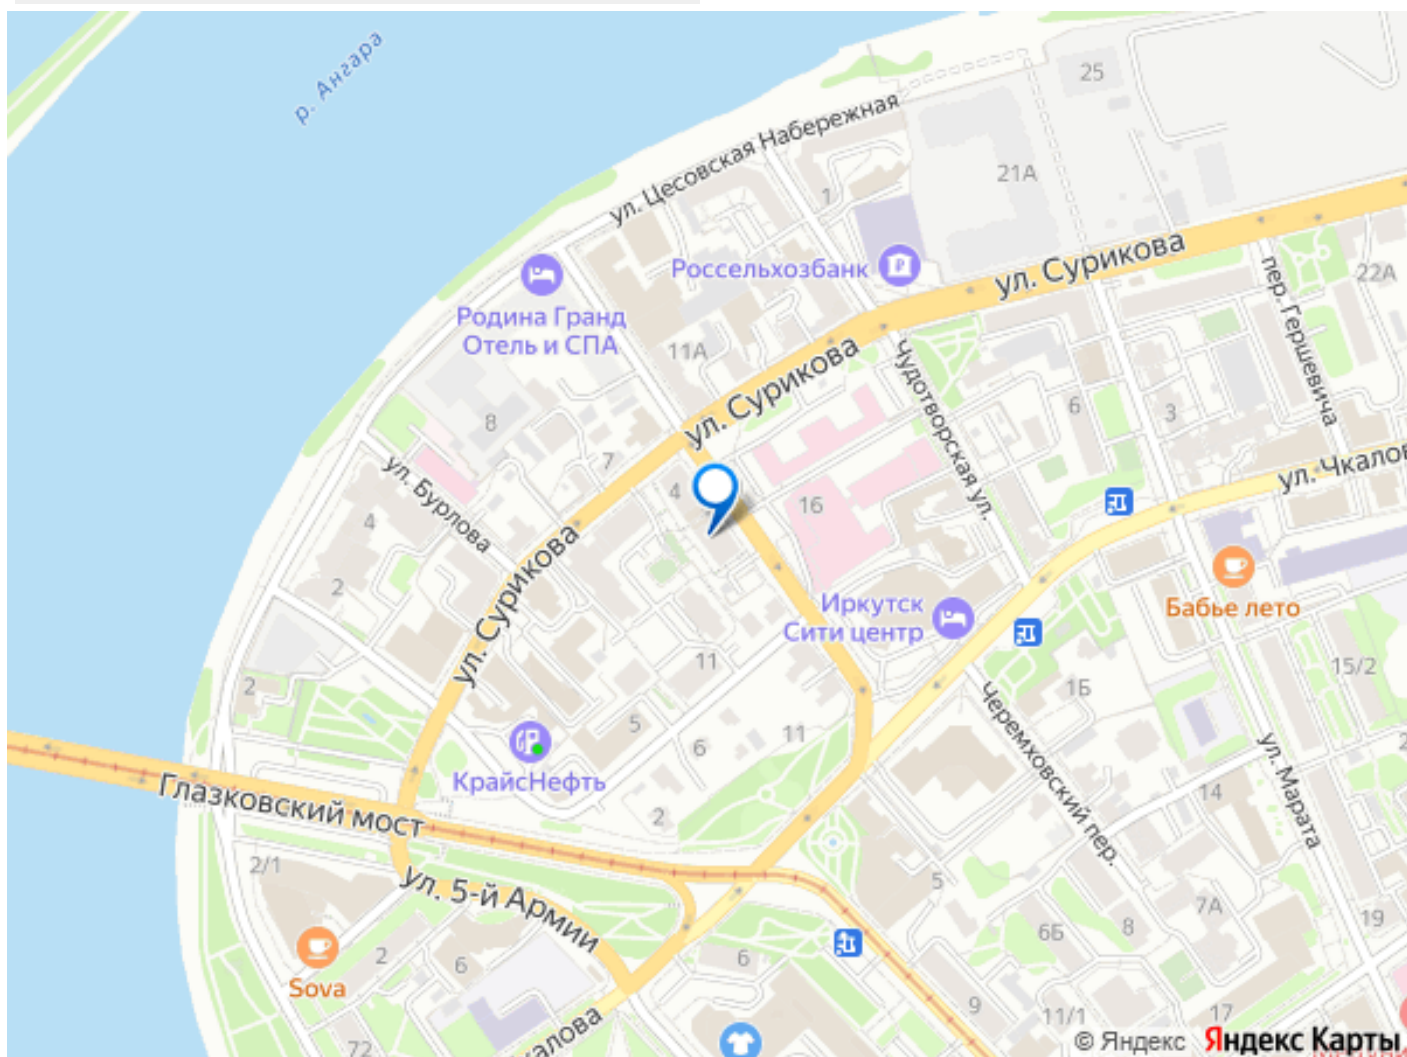 р. Ангара
25
ул. Цесовская Набережная
21А
1
Россельхозбанк
ул. Сурикова
22А
пер. Гершевича
Родина Гранд
Отель и СПА
11А
ул. Сурикова
Чудотворская ул.
6
3
8
7
ул. Чкалов
ул. Бурлова
4
16
4
ул. Сурикова
2
Иркутск
Сити центр
Бабье лето
11
15/2
2
1Б
Черемховский пер.
5
11
6
КрайсНефть
ул. Марата
2
14
Глазковский мост
2
2/1
5
ул. 5-й Армии
7А
19
6Б
8
2
6
6
Sova
9
11/1
17
72
калова
© Яндекс Яндекс Карты